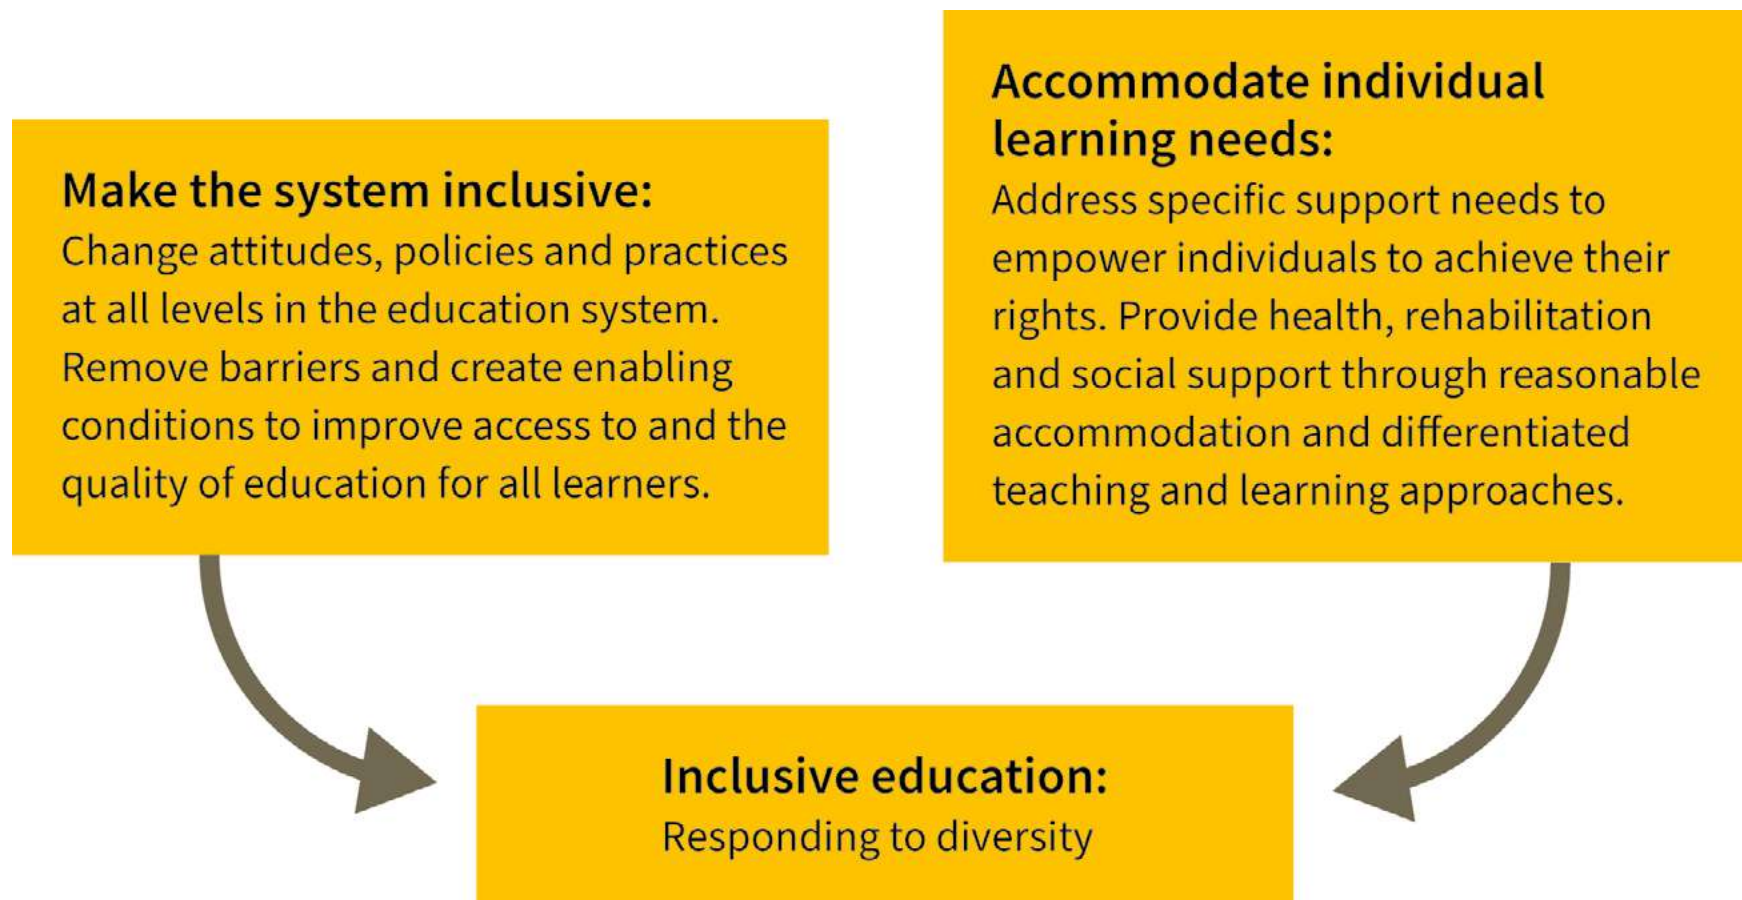 Make the system inclusive:
Change attitudes, policies and practices
at all levels in the education system.
Remove barriers and create enabling
conditions to improve access to and the
quality of education for all learners.
Accommodate individual
learning needs:
Address specific support needs to
empower individuals to achieve their
rights. Provide health, rehabilitation
and social support through reasonable
accommodation and differentiated
teaching and learning approaches.
Inclusive education:
Responding to diversity